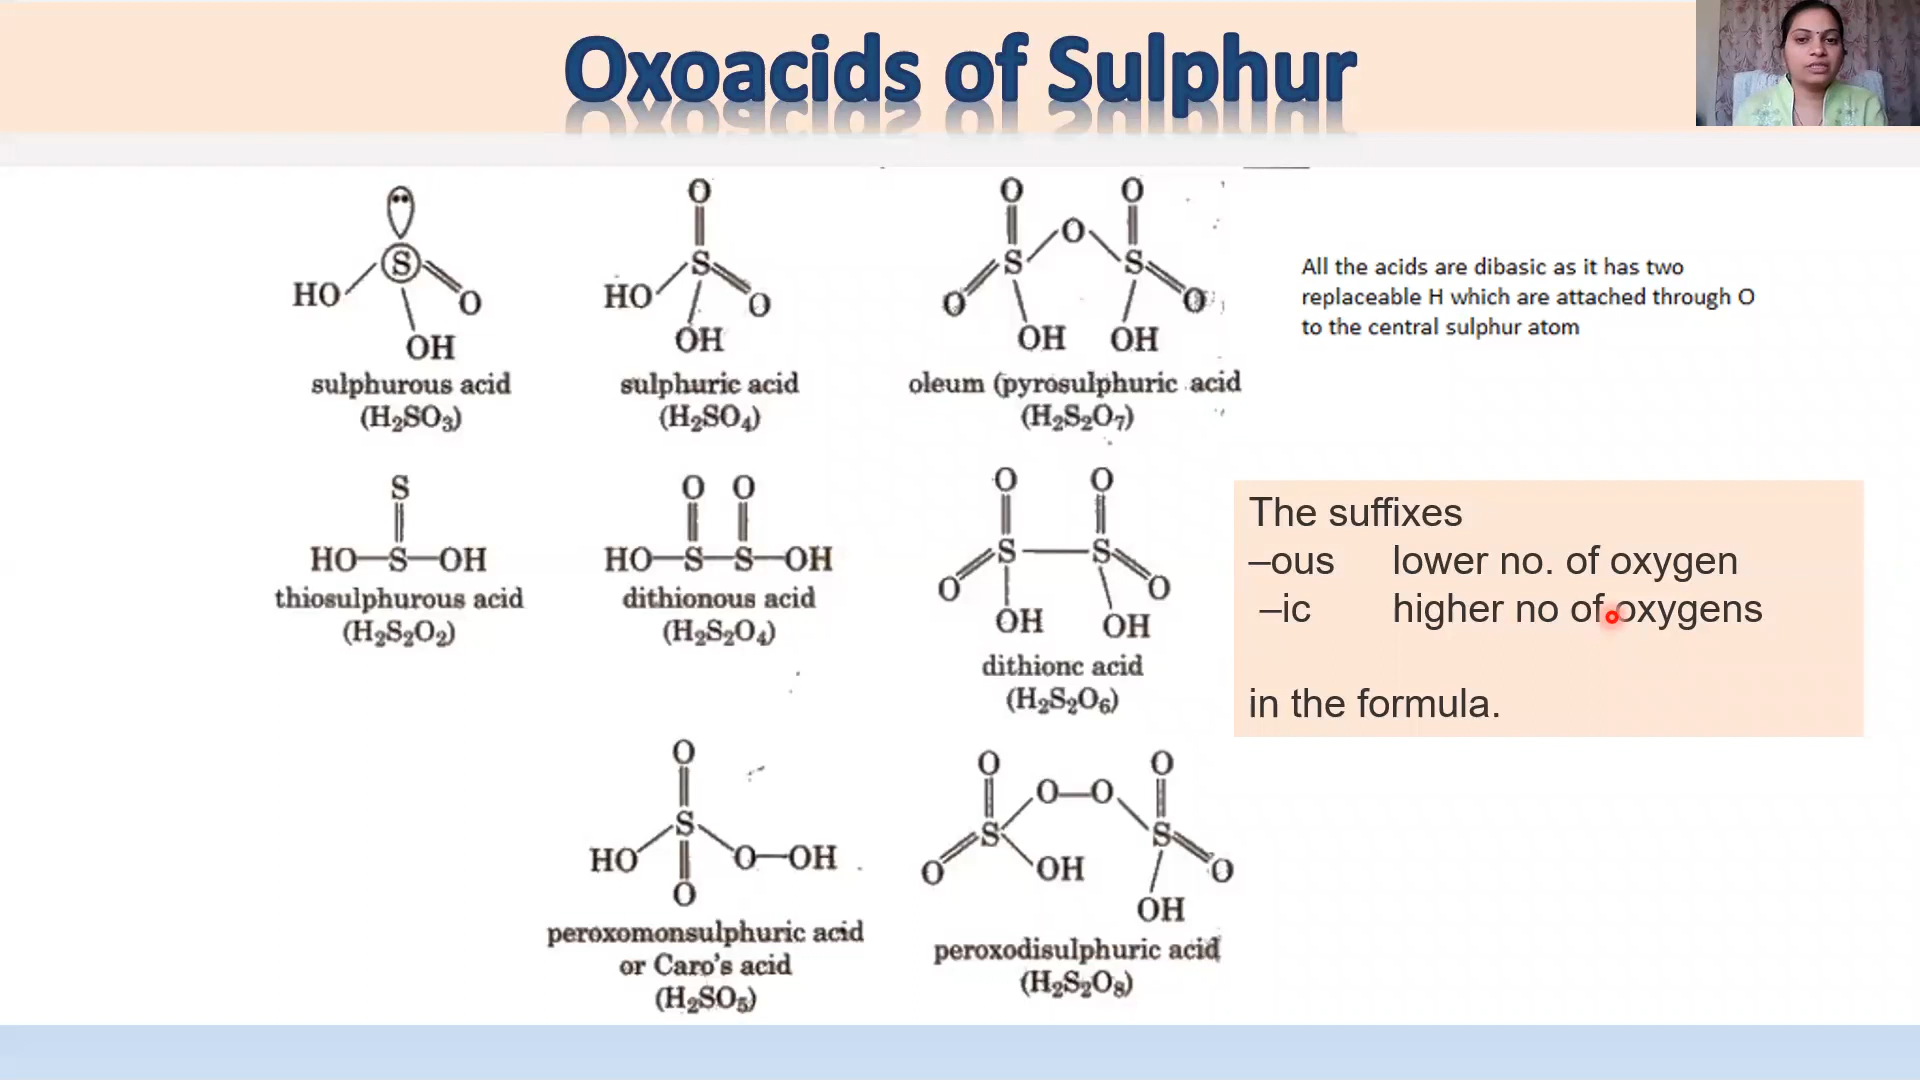 Oxoacids of Sulphur
HO S O OH
sulphurous acid
(H₂SO₃)
O S HO O OH
sulphuric acid
(H₂SO₄)
O O O S S O O OH OH
oleum (pyrosulphuric acid
(H₂S₂O₇)
All the acids are dibasic as it has two
replaceable H which are attached through O
to the central sulphur atom
S
HO—S—OH
thiosulphurous acid
(H₂S₂O₂)
O O
HO—S—S—OH
dithionous acid
(H₂S₂O₄)
O O
S—S
O O
OH OH
dithionc acid
(H₂S₂O₆)
The suffixes
–ous lower no. of oxygen
–ic higher no of oxygens
in the formula.
O
S
HO O—OH
O
peroxomonsulphuric acid
or Caro's acid
(H₂SO₅)
O O
O—O
S S
O OH O
OH
peroxodisulphuric acid
(H₂S₂O₈)